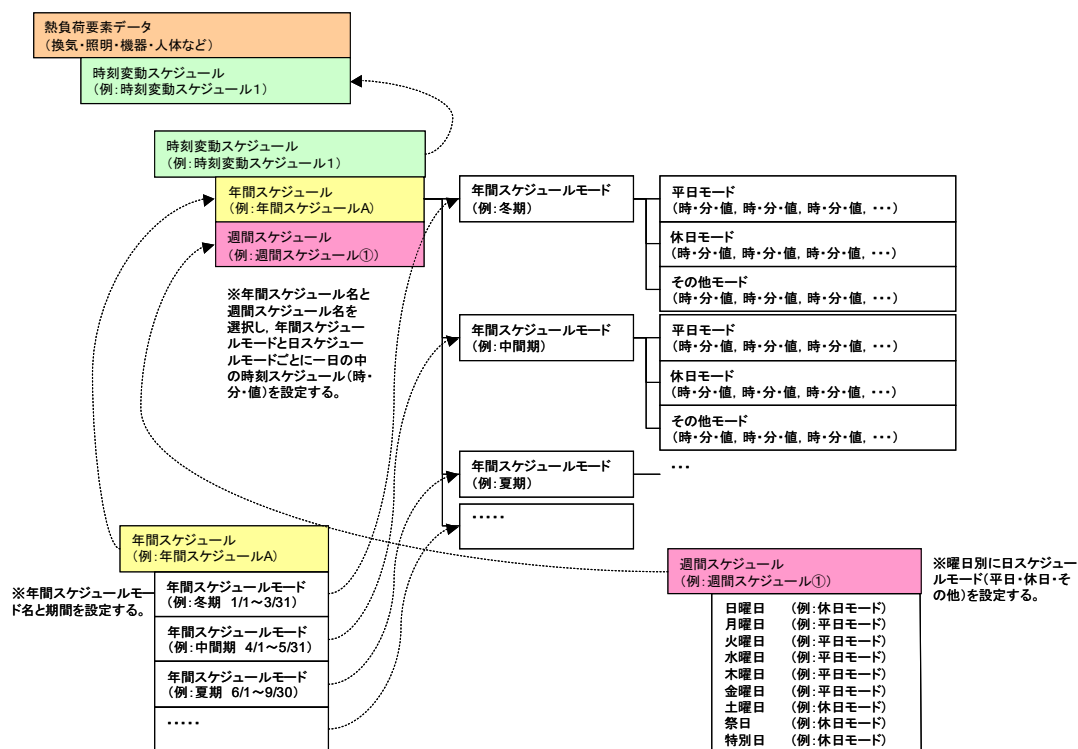 熱負荷要素データ
(換気・照明・機器・人体など)
時刻変動スケジュール
(例:時刻変動スケジュール1)
時刻変動スケジュール
(例:時刻変動スケジュール1)
年間スケジュール
(例:年間スケジュールA)
週間スケジュール
(例:週間スケジュール①)
※年間スケジュール名と
週間スケジュール名を
選択し,年間スケジュー
ルモードと日スケジュー
ルモードごとに一日の中
の時刻スケジュール(時・
分・値)を設定する。
年間スケジュールモード
(例:冬期)
平日モード
(時・分・値, 時・分・値, 時・分・値, ・・・)
休日モード
(時・分・値, 時・分・値, 時・分・値, ・・・)
その他モード
(時・分・値, 時・分・値, 時・分・値, ・・・)
年間スケジュールモード
(例:中間期)
平日モード
(時・分・値, 時・分・値, 時・分・値, ・・・)
休日モード
(時・分・値, 時・分・値, 時・分・値, ・・・)
その他モード
(時・分・値, 時・分・値, 時・分・値, ・・・)
年間スケジュールモード
(例:夏期)
・・・
・・・・・
年間スケジュール
(例:年間スケジュールA)
※年間スケジュールモー
ド名と期間を設定する。
年間スケジュールモード
(例:冬期 1/1~3/31)
年間スケジュールモード
(例:中間期 4/1~5/31)
年間スケジュールモード
(例:夏期 6/1~9/30)
・・・・・
週間スケジュール
(例:週間スケジュール①)
※曜日別に日スケジュー
ルモード(平日・休日・そ
の他)を設定する。
日曜日 (例:休日モード)
月曜日 (例:平日モード)
火曜日 (例:平日モード)
水曜日 (例:平日モード)
木曜日 (例:平日モード)
金曜日 (例:平日モード)
土曜日 (例:休日モード)
祭日 (例:休日モード)
特別日 (例:休日モード)